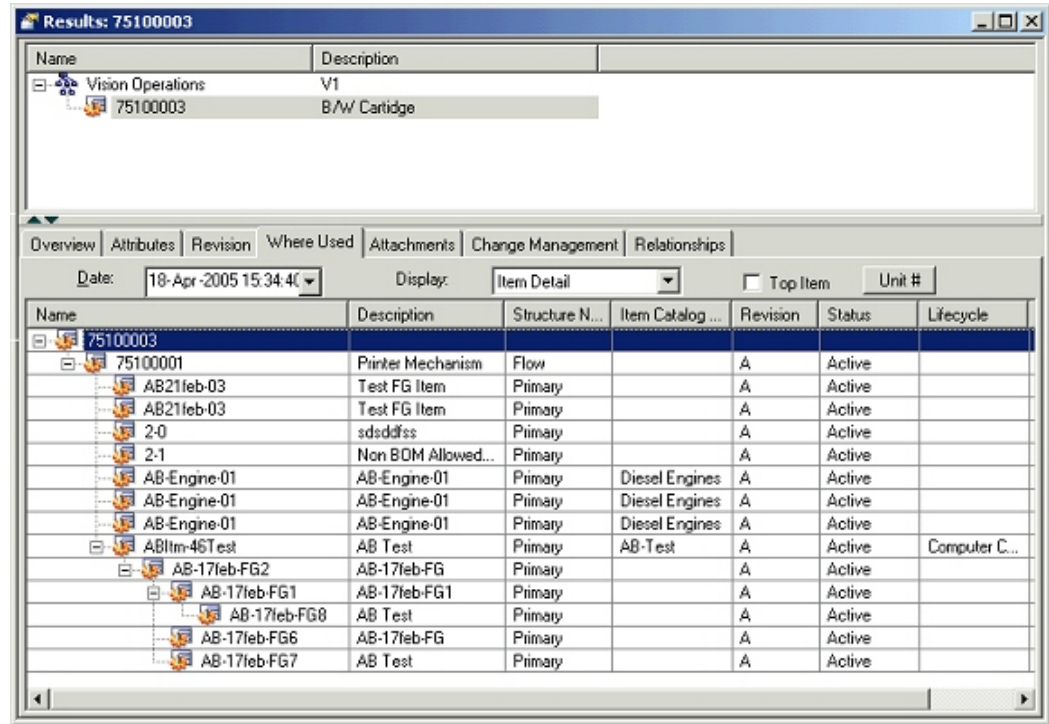 Results: 75100003
Name Description
Vision Operations V1
75100003 B/W Cartidge
Overview Attributes Revision Where Used Attachments Change Management Relationships
Date: 18-Apr-2005 15:34:4( Display: Item Detail Top Item Unit #
Name Description Structure N... Item Catalog ... Revision Status Lifecycle
75100003
75100001 Printer Mechanism Flow A Active
AB21feb-03 Test FG Item Primary A Active
AB21feb-03 Test FG Item Primary A Active
2-0 sdsddfss Primary A Active
2-1 Non BOM Allowed... Primary A Active
AB-Engine-01 AB-Engine-01 Primary Diesel Engines A Active
AB-Engine-01 AB-Engine-01 Primary Diesel Engines A Active
AB-Engine-01 AB-Engine-01 Primary Diesel Engines A Active
ABItm-46Test AB Test Primary AB-Test A Active Computer C...
AB-17feb-FG2 AB-17feb-FG Primary A Active
AB-17feb-FG1 AB-17feb-FG1 Primary A Active
AB-17feb-FG8 AB Test Primary A Active
AB-17feb-FG6 AB-17feb-FG Primary A Active
AB-17feb-FG7 AB Test Primary A Active